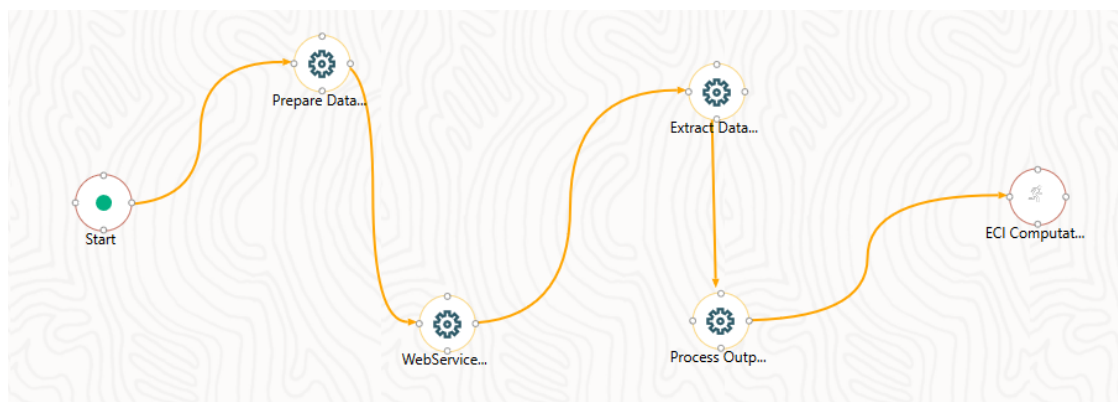 Start
Prepare Data...
WebService...
Extract Data...
Process Outp...
ECI Computat...